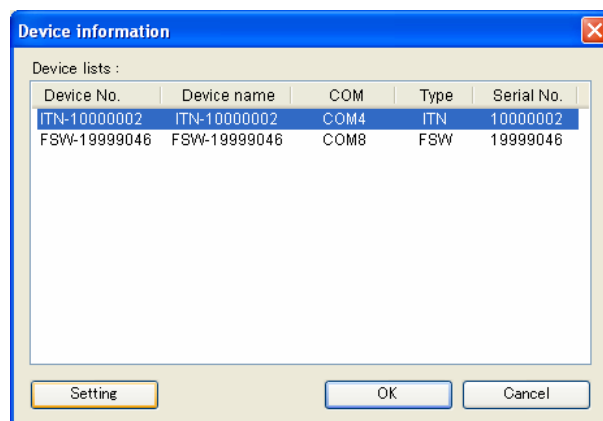 Device information
Device lists :
Device No. Device name COM Type Serial No.
ITN-10000002 ITN-10000002 COM4 ITN 10000002
FSW-19999046 FSW-19999046 COM8 FSW 19999046
Setting OK Cancel